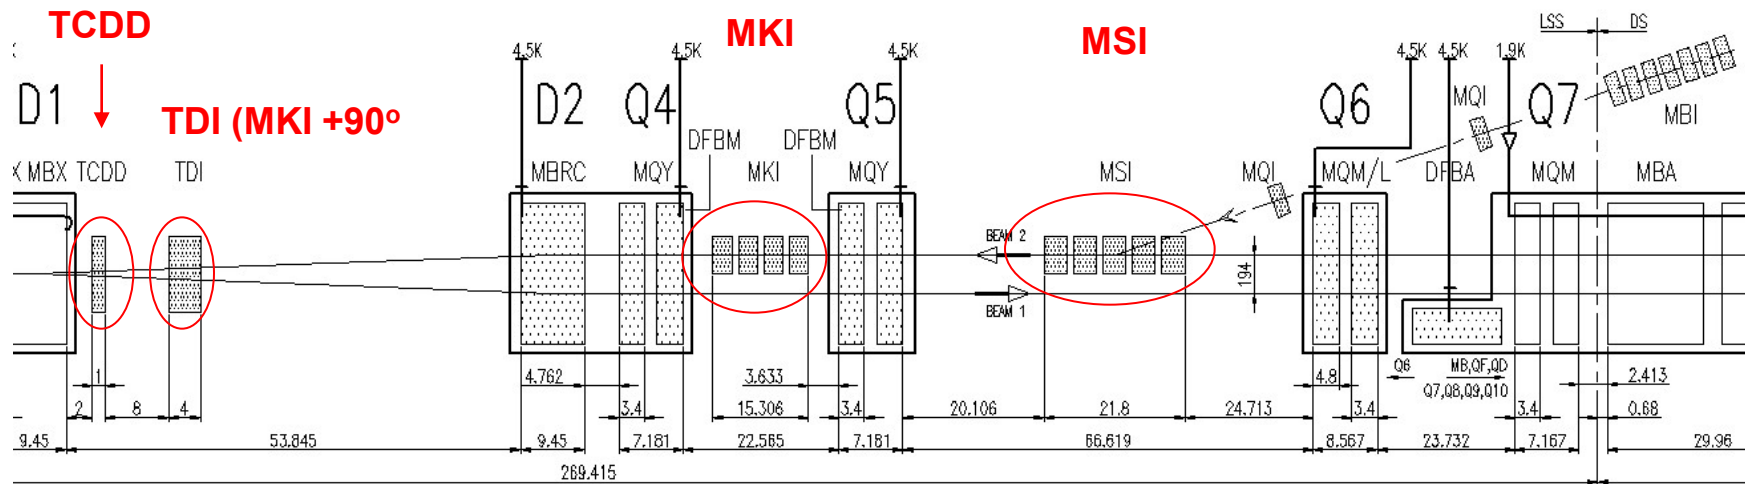 TCDD
MKI
MSI
LSS
DS
4.5K
4.5K
4.5K
4.5K
4.5K
1.9K
D1
TDI (MKI +90º
D2
Q4
Q5
Q6
MQI
Q7
MBI
DFBM
DFBM
X MBX TCDD
TDI
MBRC
MQY
MKI
MQY
MSI
MQI
MQM/L
DFBA
MQM
MBA
BEAM 2
194
BEAM 1
Q6
MB,QF,QD
Q7,Q8,Q9,Q10
1
4.762
3.633
4.8
2.413
2
8
4
3.4
15.306
3.4
20.106
21.8
24.713
3.4
3.4
0.68
9.45
53.845
9.45
7.181
22.565
7.181
66.619
8.567
23.732
7.167
29.96
269.415